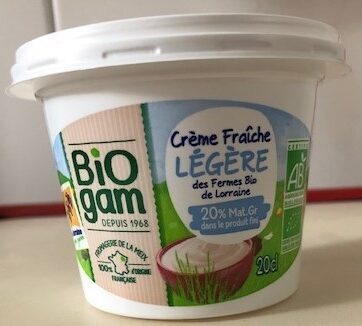 BiO
gam
DEPUIS 1968
FROMAGERIE DE LA MEIX
100%
D'ORIGINE
FRANÇAISE
Crème Fraîche
LÉGÈRE
des Fermes Bio
de Lorraine
20% Mat.Gr
dans le produit fini
20cl
CERTIFIÉ
AB